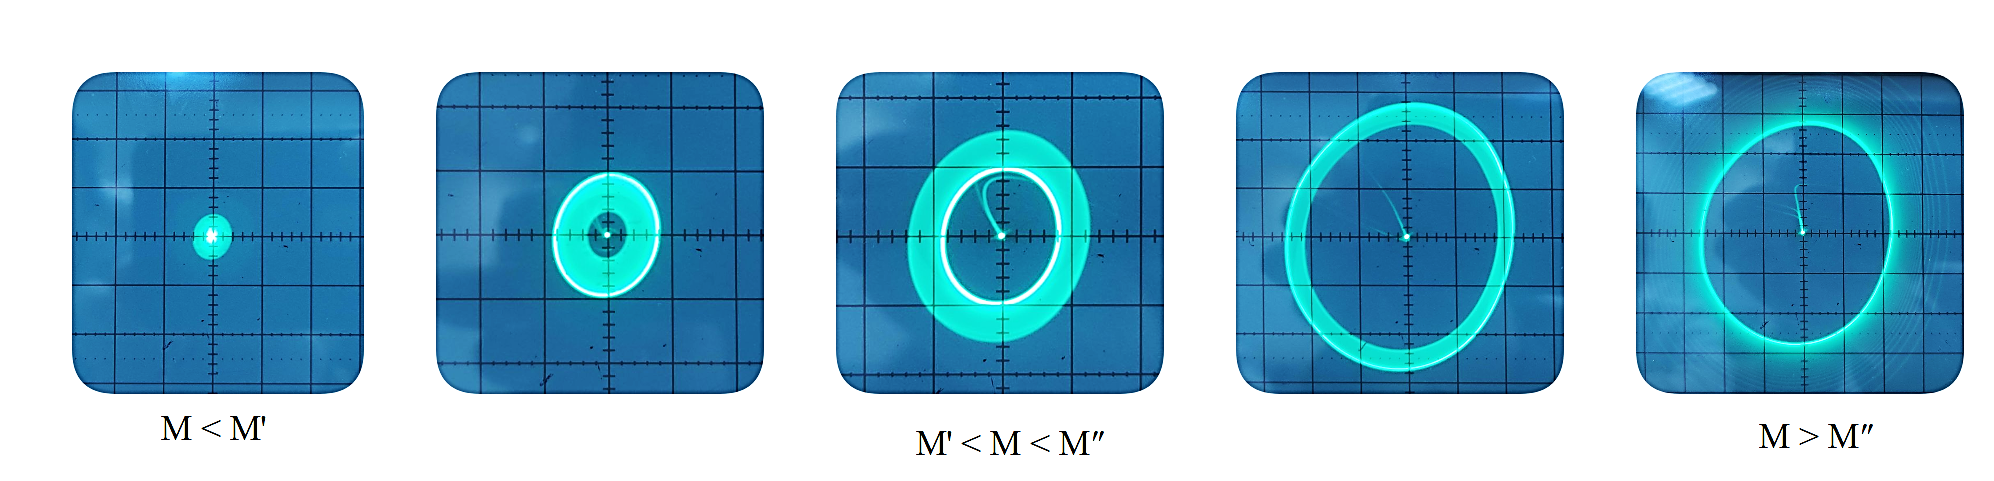 M < M'
M' < M < M″
M > M″